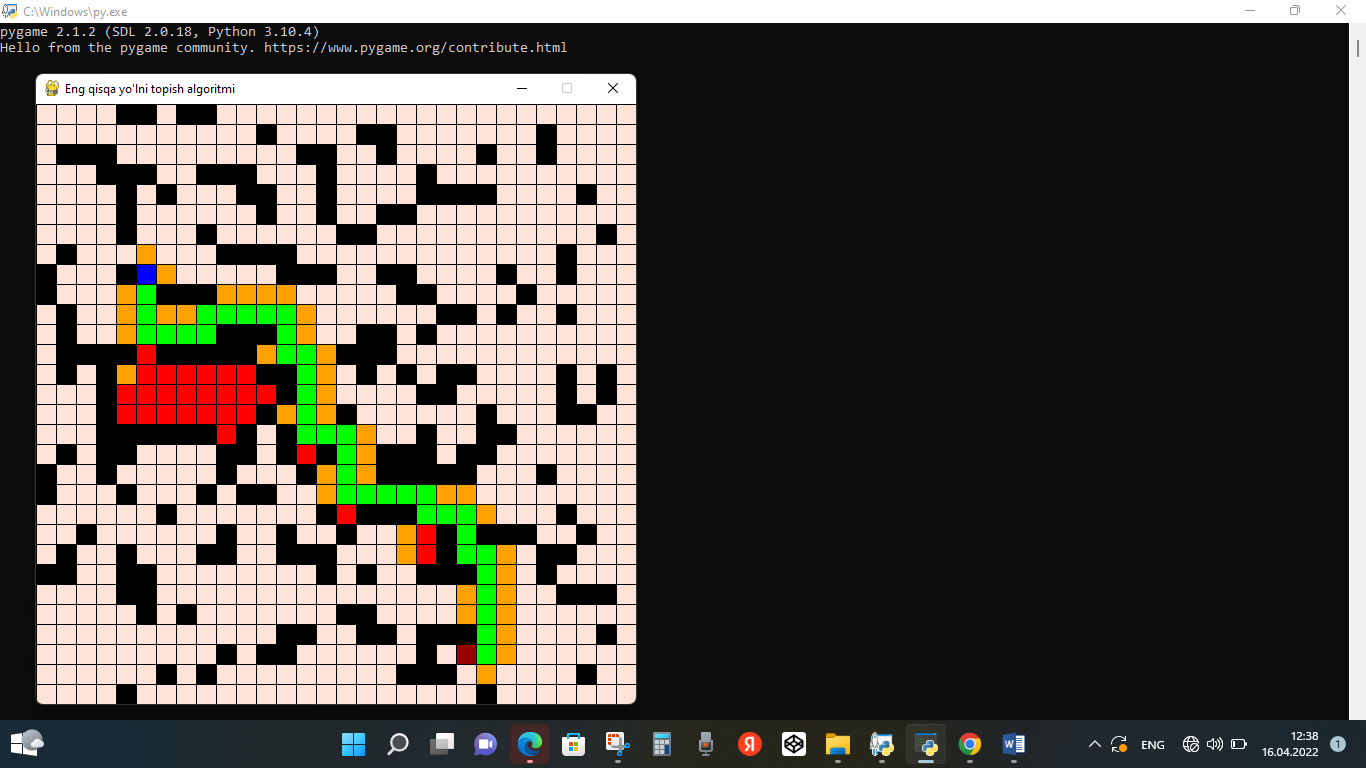 C:\Windows\py.exe
pygame 2.1.2 (SDL 2.0.18, Python 3.10.4)
Hello from the pygame community. https://www.pygame.org/contribute.html
Eng qisqa yo'lni topish algoritmi
Я
W
ENG
12:38
16.04.2022
1